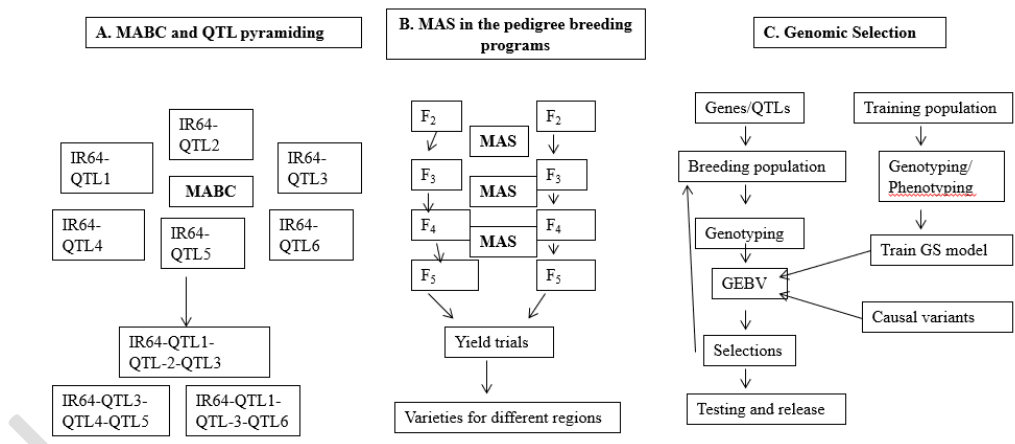 A. MABC and QTL pyramiding
IR64-
QTL2
IR64-
QTL1
IR64-
QTL3
MABC
IR64-
QTL4
IR64-
QTL5
IR64-
QTL6
IR64-QTL1-
QTL-2-QTL3
IR64-QTL3-
QTL4-QTL5
IR64-QTL1-
QTL-3-QTL6
B. MAS in the pedigree breeding
programs
F₂
F₂
MAS
F₃
MAS
F₃
F₄
MAS
F₄
F₅
F₅
Yield trials
Varieties for different regions
C. Genomic Selection
Genes/QTLs
Training population
Breeding population
Genotyping/
Phenotyping
Genotyping
Train GS model
GEBV
Causal variants
Selections
Testing and release